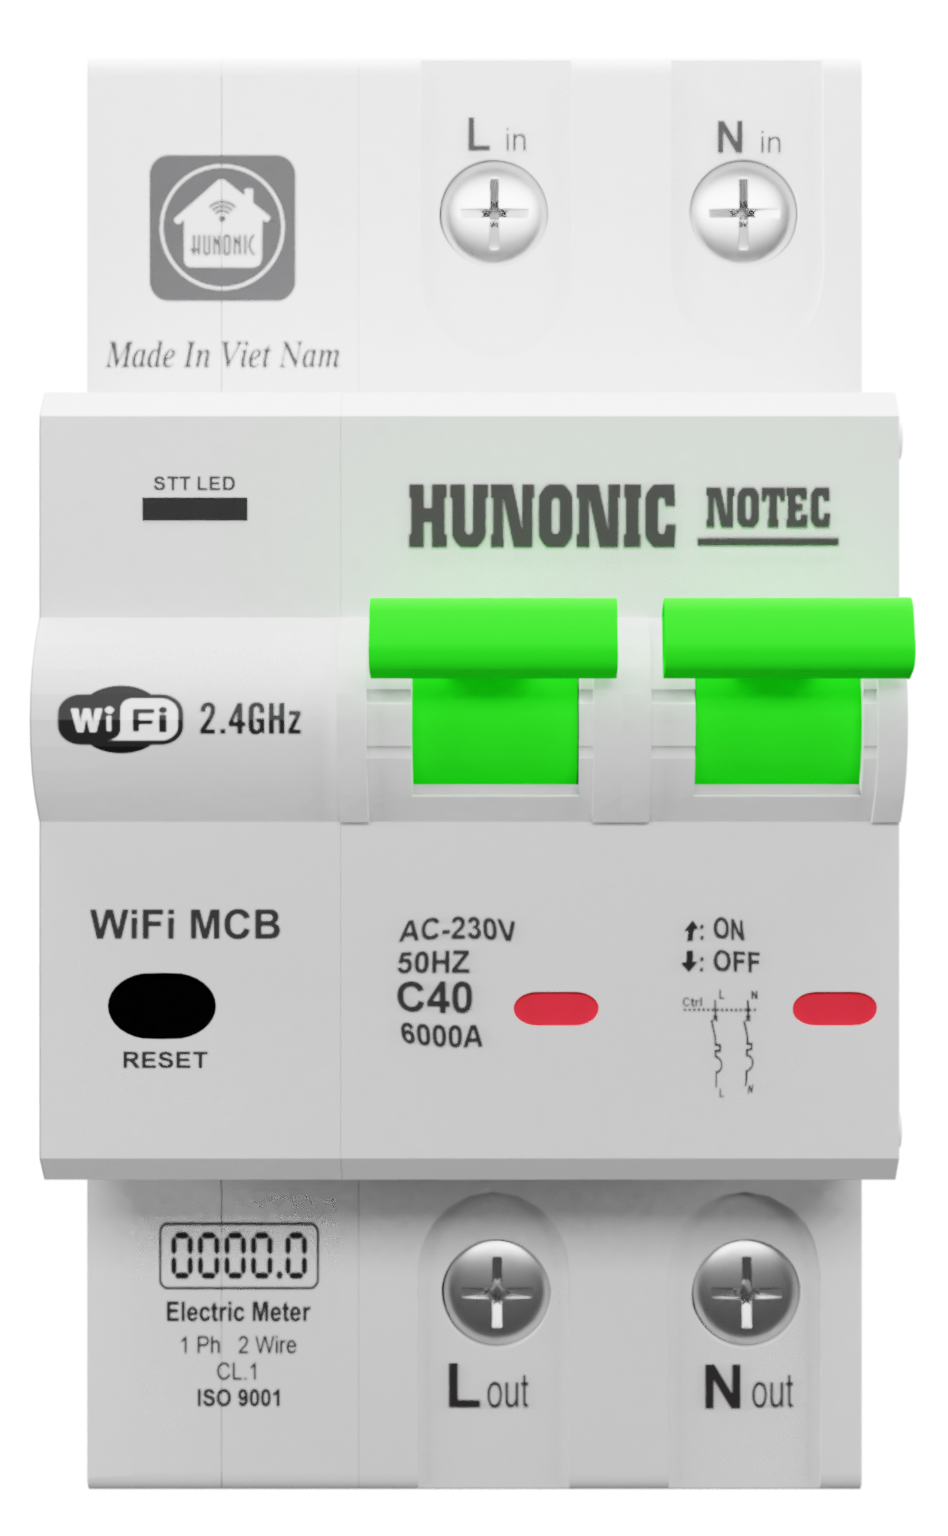 L in
N in
HUNONIC
Made In Viet Nam
STT LED
HUNONIC NOTEC
WiFi 2.4GHz
WiFi MCB
RESET
AC-230V
50HZ
C40
6000A
↑: ON
↓: OFF
Ctrl L N
L N
0000.0
Electric Meter
1 Ph 2 Wire
CL.1
ISO 9001
L out
N out